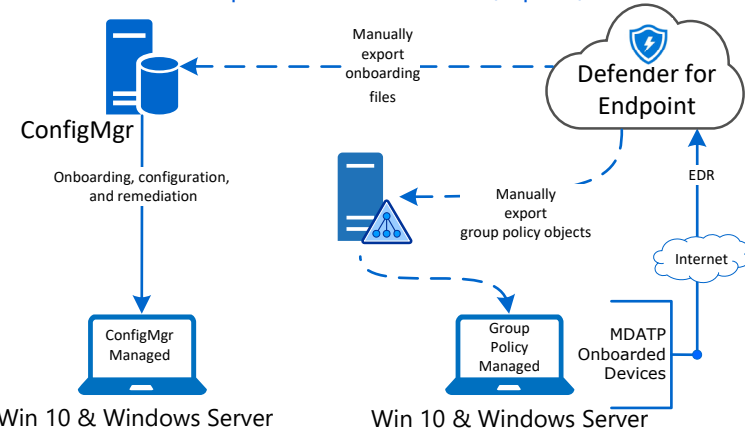 Manually
export
onboarding
files
Defender for
Endpoint
ConfigMgr
Onboarding, configuration,
and remediation
EDR
Manually
export
group policy objects
Internet
ConfigMgr
Managed
Group
Policy
Managed
MDATP
Onboarded
Devices
Win 10 & Windows Server
Win 10 & Windows Server